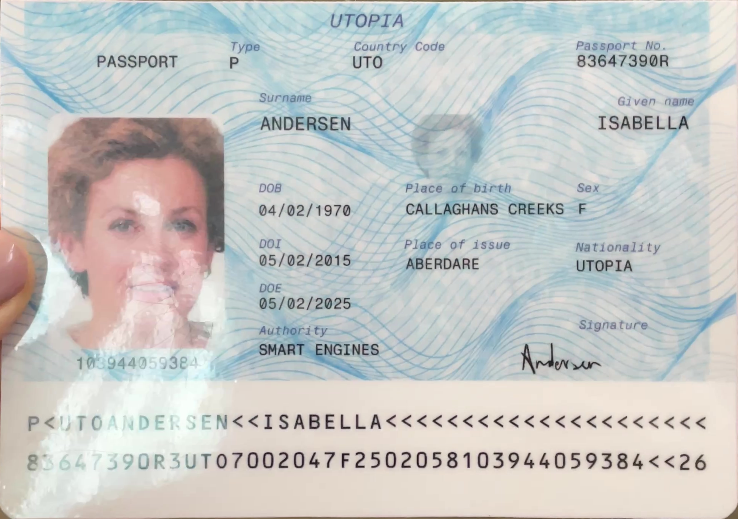 UTOPIA
Type Country Code Passport No.
PASSPORT P UTO 83647390R
Surname Given name
ANDERSEN ISABELLA
DOB Place of birth Sex
04/02/1970 CALLAGHANS CREEKS F
DOI Place of issue Nationality
05/02/2015 ABERDARE UTOPIA
DOE
05/02/2025
Authority Signature
SMART ENGINES Andersen
103944059384
P<UTOANDERSEN<<ISABELLA<<<<<<<<<<<<<<<<<<<<<
83647390R3UTO7002047F2502058103944059384<<26